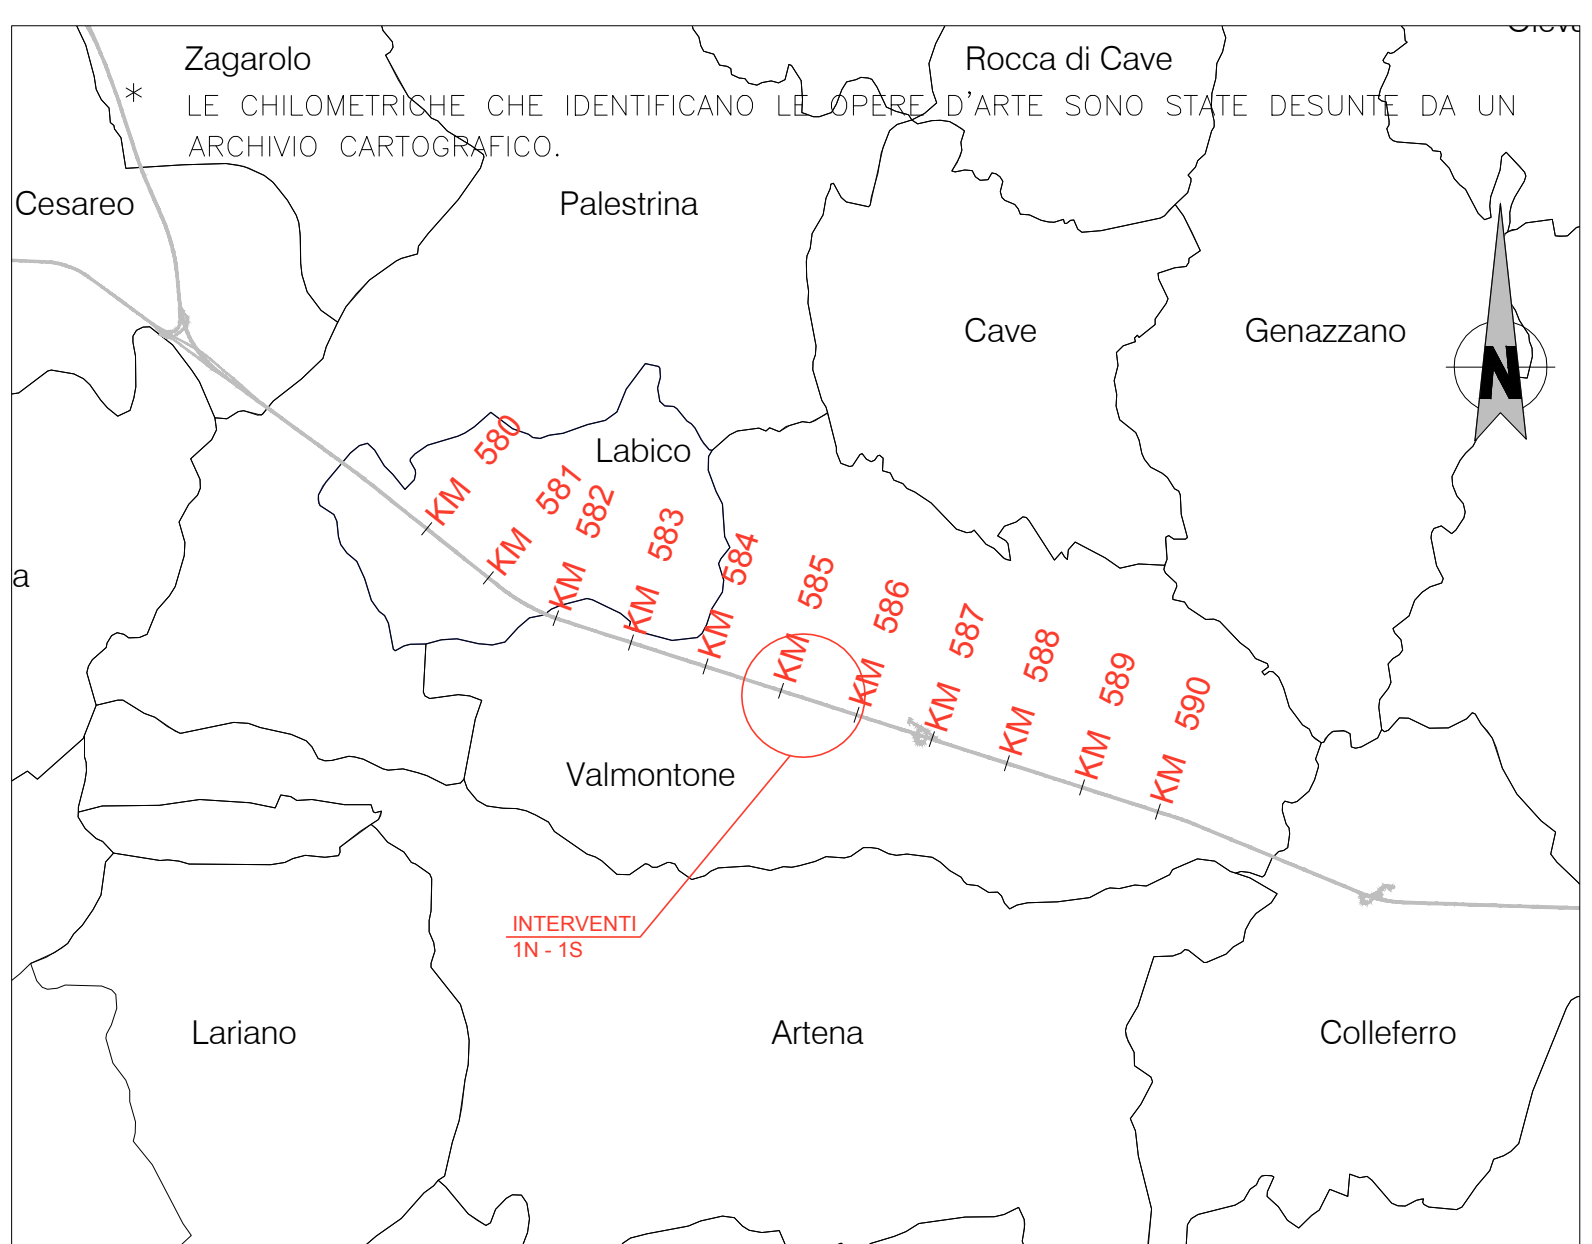 Zagarolo
Rocca di Cave
* LE CHILOMETRICHE CHE IDENTIFICANO LE OPERE D'ARTE SONO STATE DESUNTE DA UN
ARCHIVIO CARTOGRAFICO.
Cesareo
Palestrina
Cave
Genazzano
N
Labico
KM 580
KM 581
KM 582
KM 583
KM 584
KM 585
KM 586
KM 587
KM 588
KM 589
KM 590
a
Valmontone
INTERVENTI
1N - 1S
Lariano
Artena
Colleferro